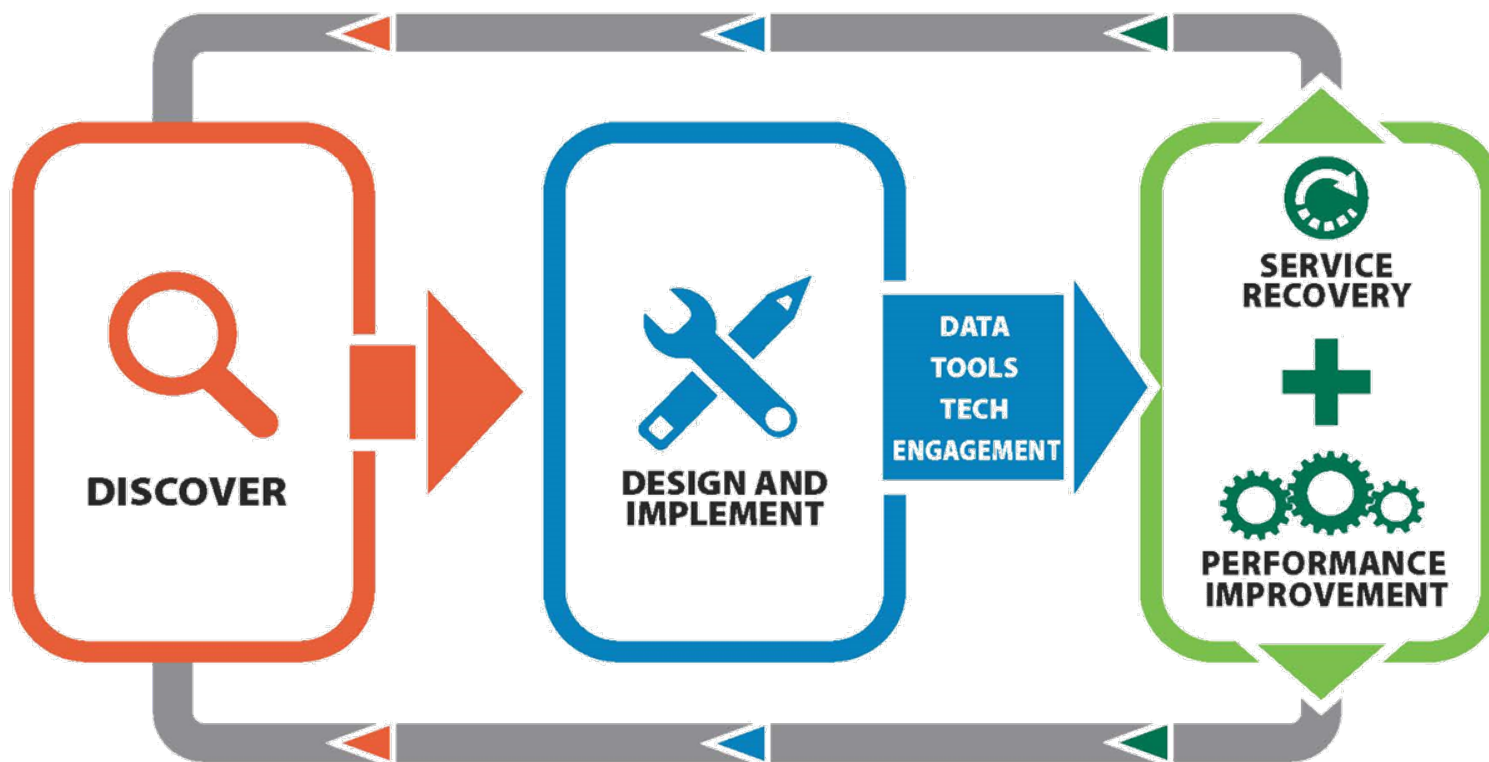 DISCOVER
DESIGN AND
IMPLEMENT
DATA
TOOLS
TECH
ENGAGEMENT
SERVICE
RECOVERY
PERFORMANCE
IMPROVEMENT